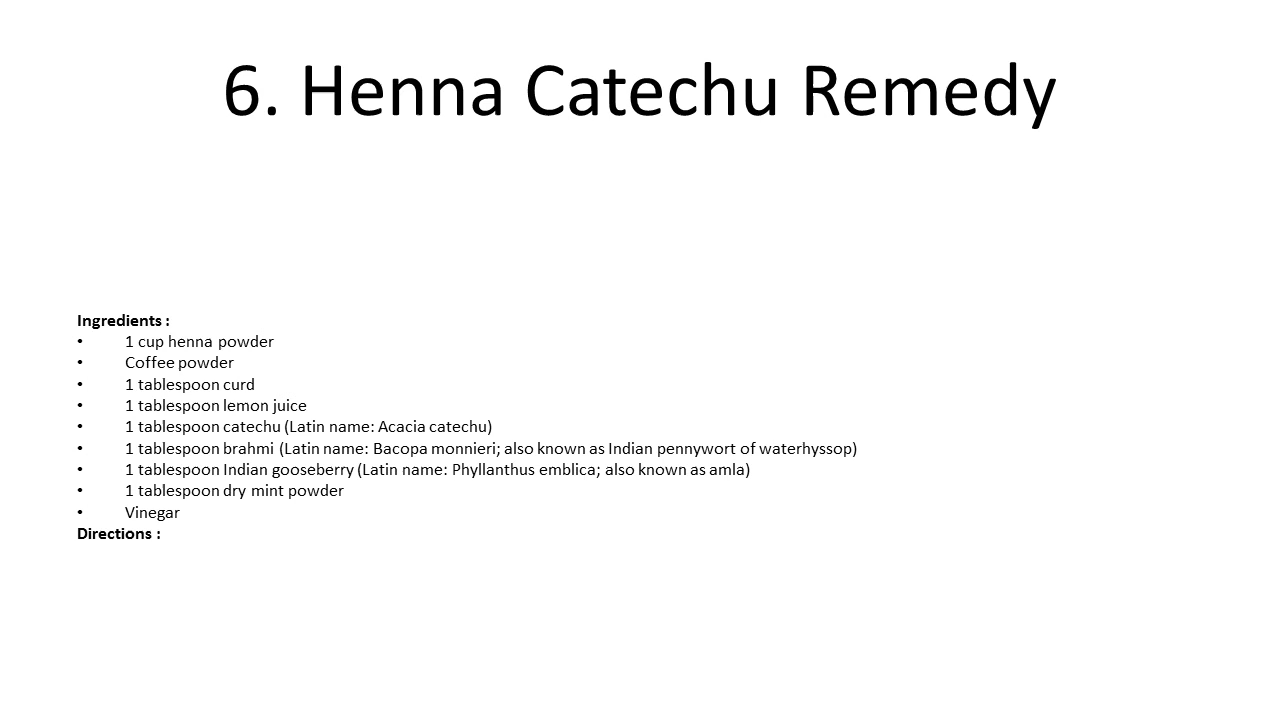 6. Henna Catechu Remedy
Ingredients :
• 1 cup henna powder
• Coffee powder
• 1 tablespoon curd
• 1 tablespoon lemon juice
• 1 tablespoon catechu (Latin name: Acacia catechu)
• 1 tablespoon brahmi (Latin name: Bacopa monnieri; also known as Indian pennywort of waterhyssop)
• 1 tablespoon Indian gooseberry (Latin name: Phyllanthus emblica; also known as amla)
• 1 tablespoon dry mint powder
• Vinegar
Directions :